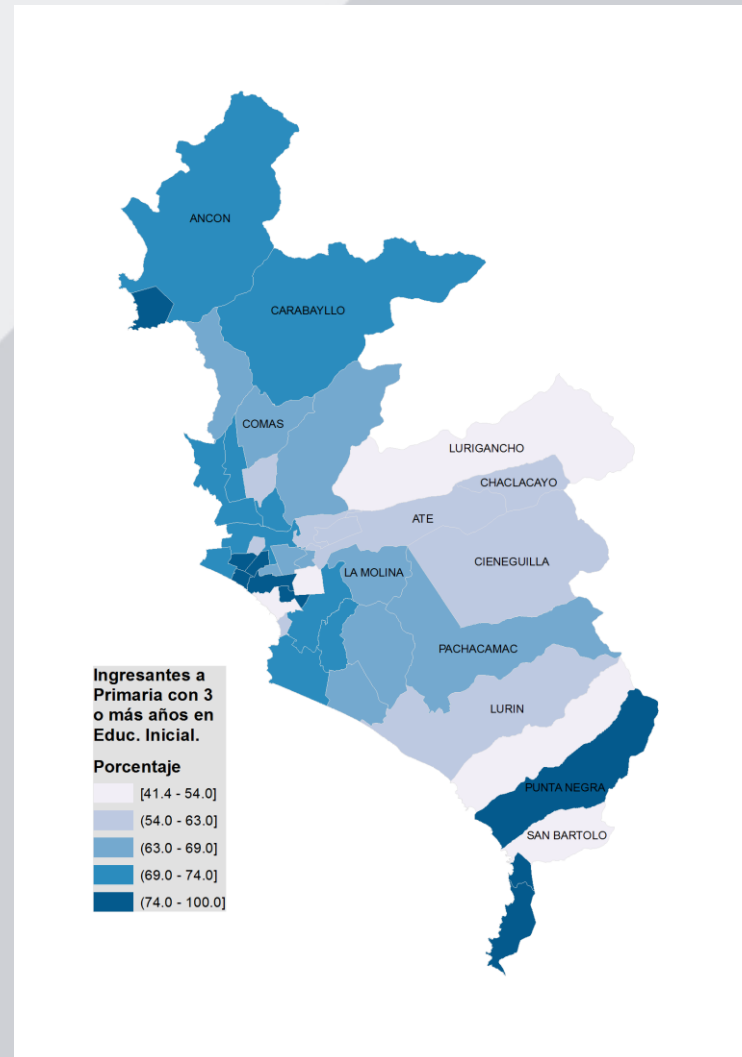 ANCON
CARABAYLLO
COMAS
LURIGANCHO
CHACLACAYO
ATE
CIENEGUILLA
LA MOLINA
PACHACAMAC
LURIN
PUNTA NEGRA
SAN BARTOLO
Ingresantes a
Primaria con 3
o más años en
Educ. Inicial.
Porcentaje
[41.4 - 54.0]
(54.0 - 63.0]
(63.0 - 69.0]
(69.0 - 74.0]
(74.0 - 100.0]